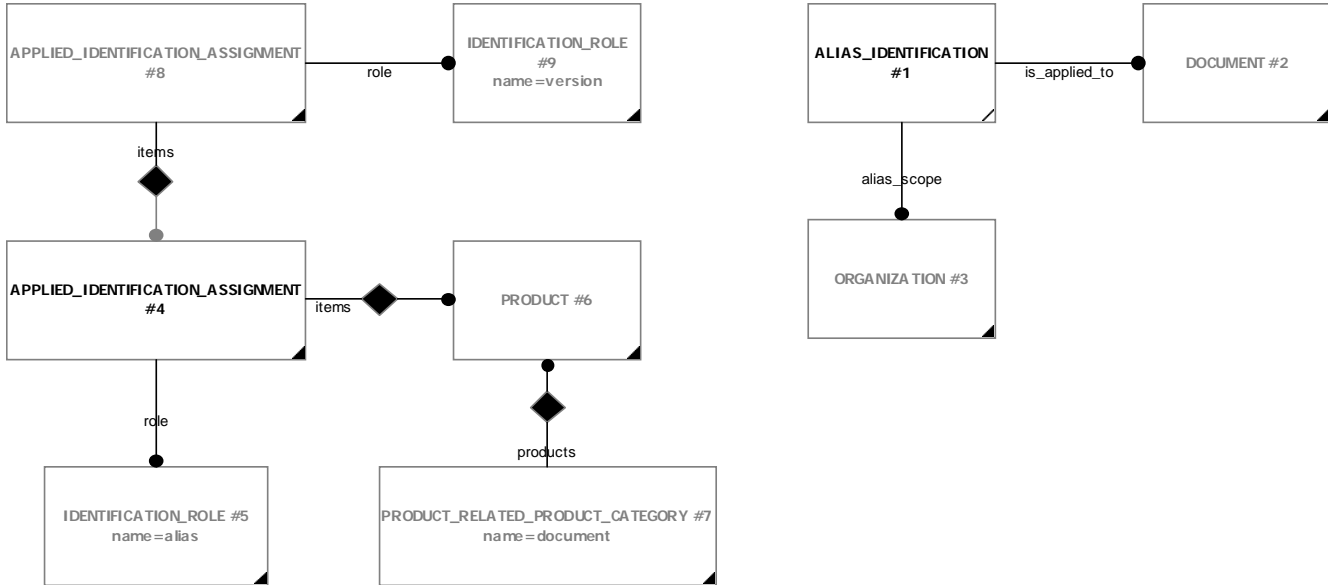 APPLIED_IDENTIFICATION_ASSIGNMENT
#8
role
IDENTIFICATION_ROLE
#9
name=version
items
APPLIED_IDENTIFICATION_ASSIGNMENT
#4
items
PRODUCT #6
role
products
IDENTIFICATION_ROLE #5
name=alias
PRODUCT_RELATED_PRODUCT_CATEGORY #7
name=document
ALIAS_IDENTIFICATION
#1
is_applied_to
DOCUMENT #2
alias_scope
ORGANIZATION #3